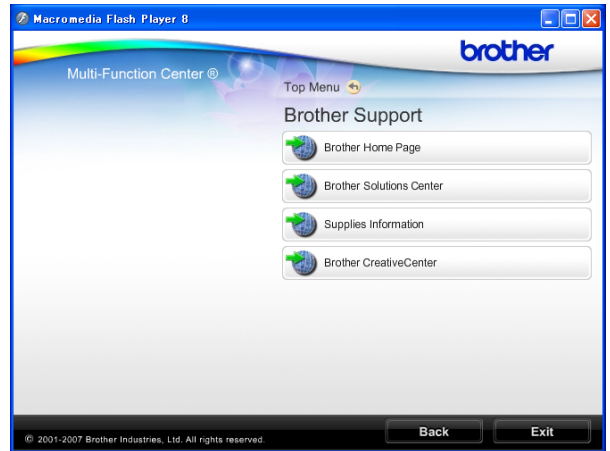 Macromedia Flash Player 8
brother
Multi-Function Center ®
Top Menu
Brother Support
Brother Home Page
Brother Solutions Center
Supplies Information
Brother CreativeCenter
Back
Exit
© 2001-2007 Brother Industries, Ltd. All rights reserved.